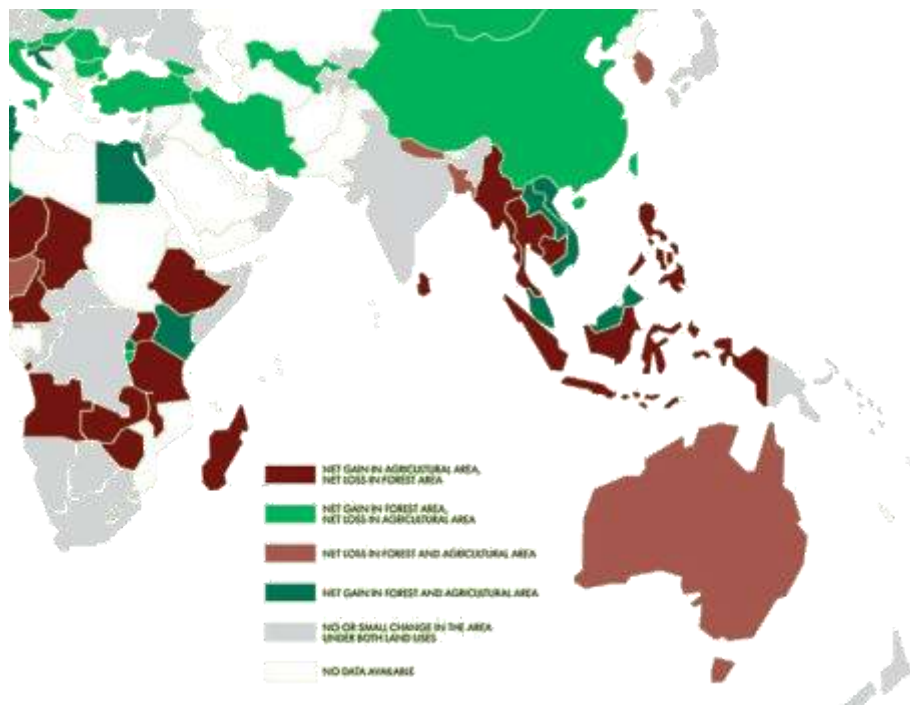 NET GAIN IN AGRICULTURAL AREA,
NET LOSS IN FOREST AREA
NET GAIN IN FOREST AREA,
NET LOSS IN AGRICULTURAL AREA
NET LOSS IN FOREST AND AGRICULTURAL AREA
NET GAIN IN FOREST AND AGRICULTURAL AREA
NO OR SMALL CHANGE IN THE AREA
UNDER BOTH LAND USES
NO DATA AVAILABLE